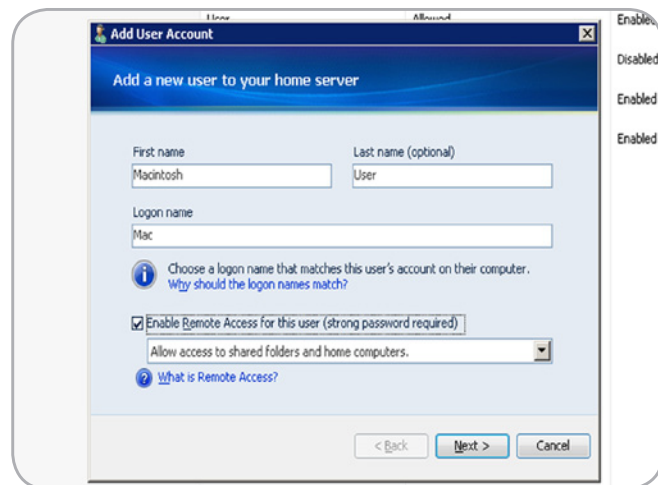 User Allowed
Enabled
Add User Account
Disabled
Add a new user to your home server
Enabled
Enabled
First name Last name (optional)
Macintosh User
Logon name
Mac
Choose a logon name that matches this user's account on their computer.
Why should the logon names match?
Enable Remote Access for this user (strong password required)
Allow access to shared folders and home computers.
What is Remote Access?
< Back Next > Cancel